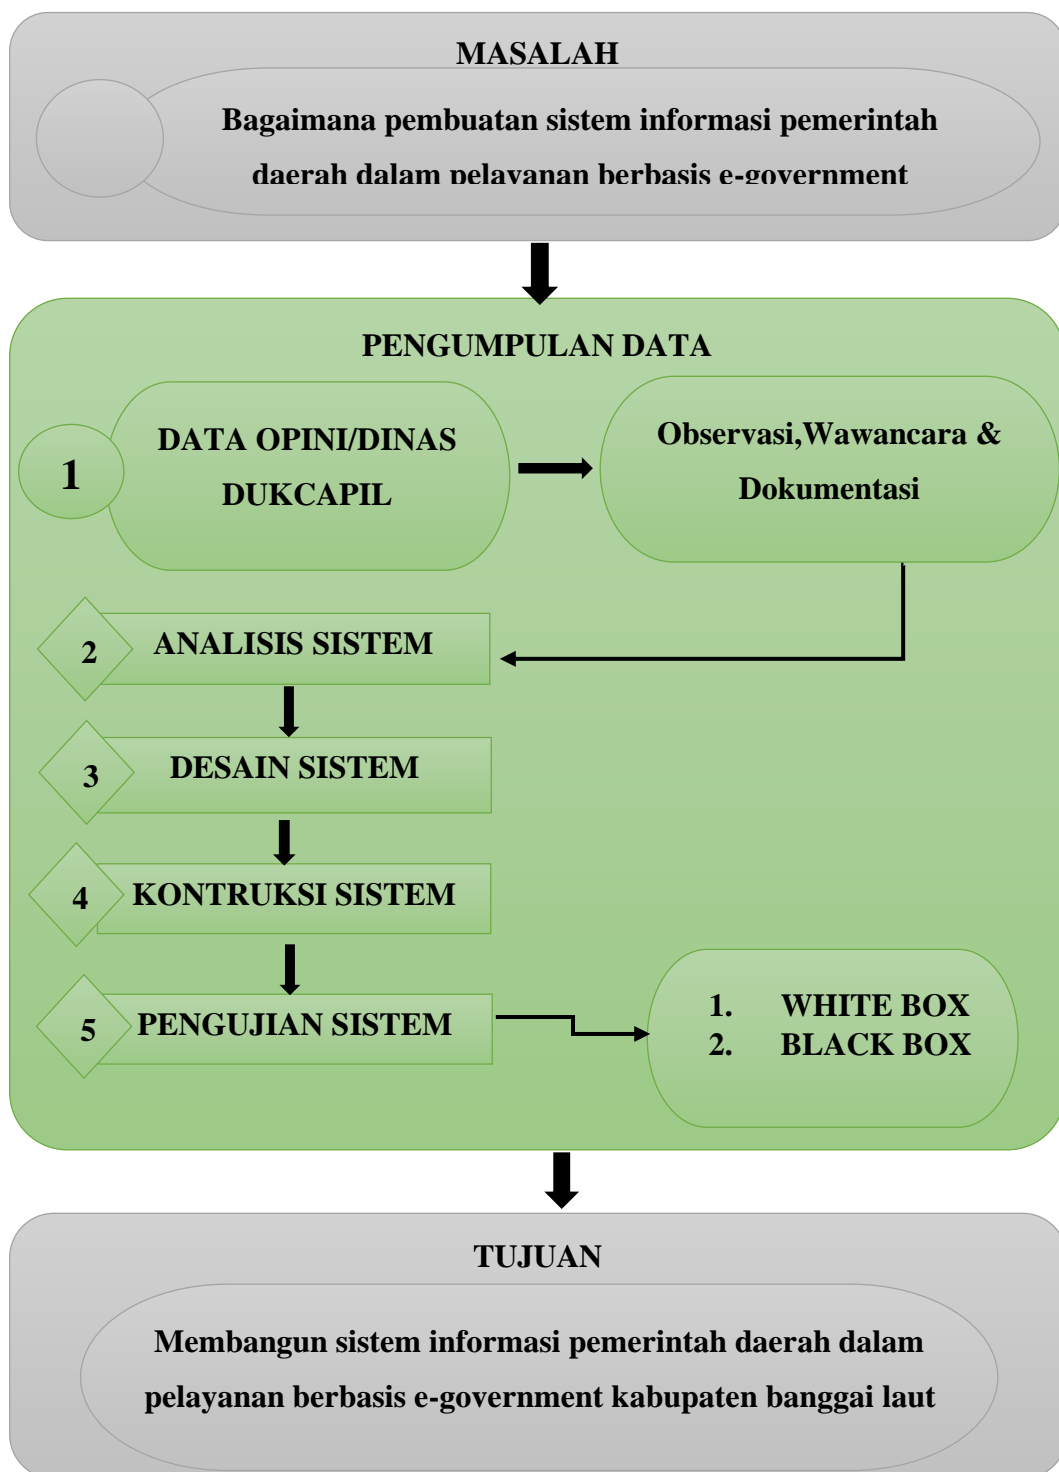 MASALAH
Bagaimana pembuatan sistem informasi pemerintah
daerah dalam pelayanan berbasis e-government
PENGUMPULAN DATA
1
DATA OPINI/DINAS
DUKCAPIL
Observasi,Wawancara &
Dokumentasi
2
ANALISIS SISTEM
3
DESAIN SISTEM
4
KONTRUKSI SISTEM
5
PENGUJIAN SISTEM
1. WHITE BOX
2. BLACK BOX
TUJUAN
Membangun sistem informasi pemerintah daerah dalam
pelayanan berbasis e-government kabupaten banggai laut